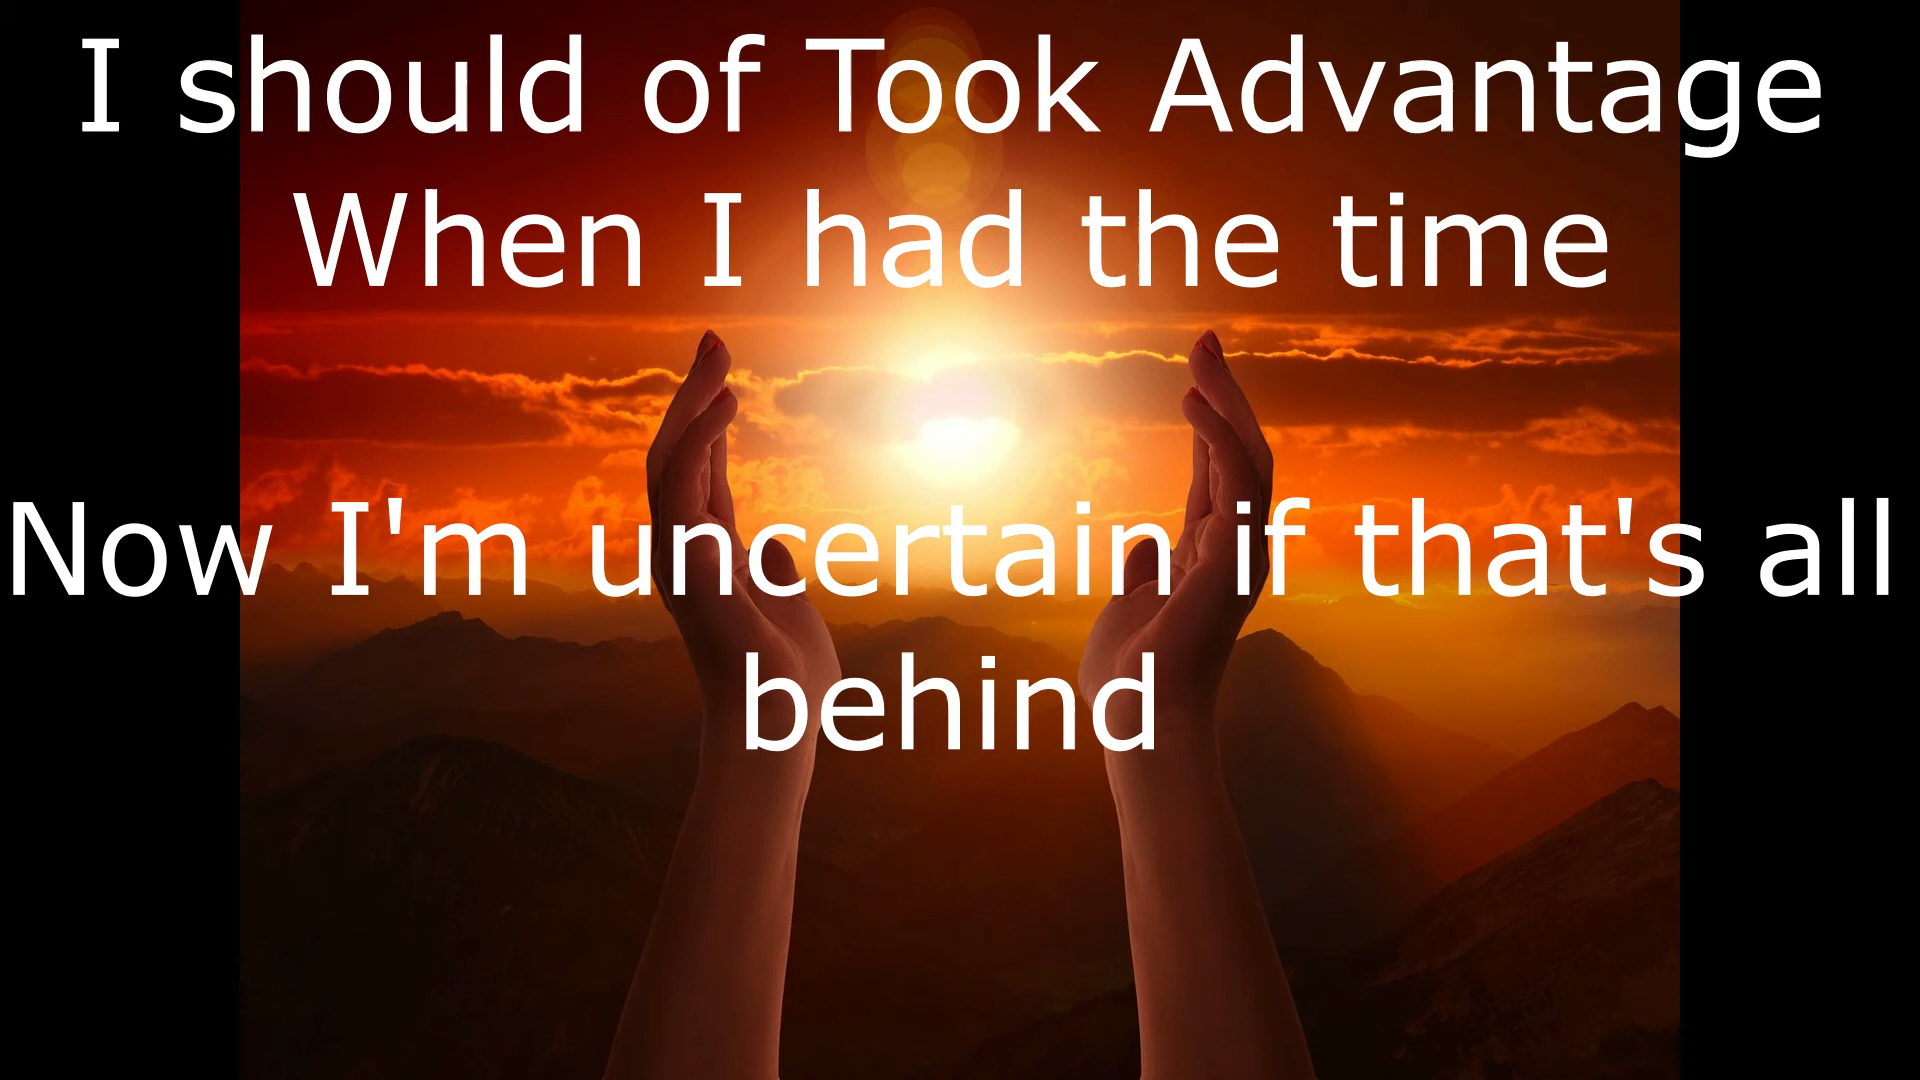 I should of Took Advantage
When I had the time
Now I'm uncertain if that's all
behind